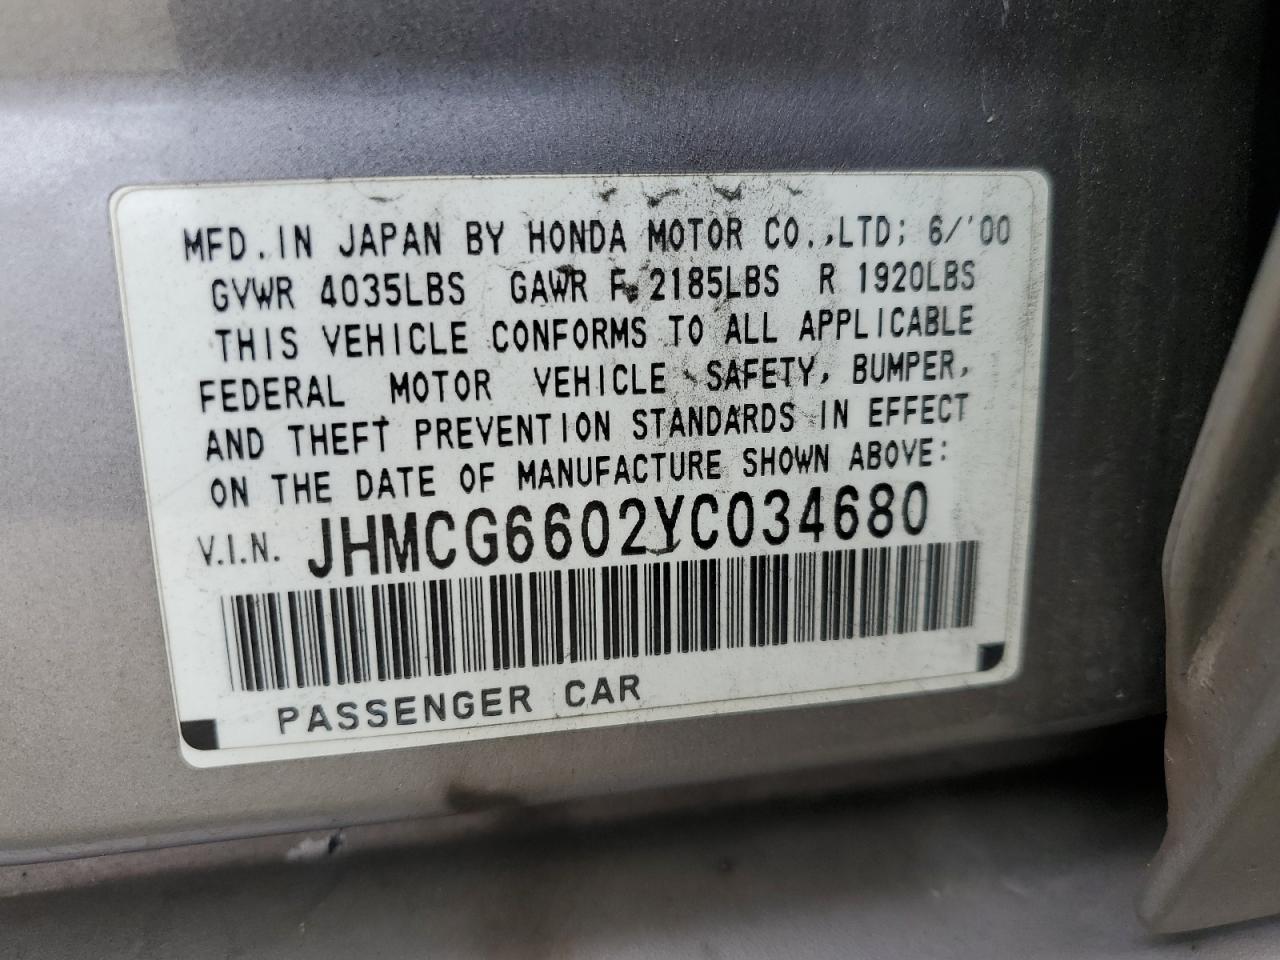 MFD. IN JAPAN BY HONDA MOTOR CO.,LTD; 6/'00
GVWR 4035LBS GAWR F 2185LBS R 1920LBS
THIS VEHICLE CONFORMS TO ALL APPLICABLE
FEDERAL MOTOR VEHICLE SAFETY, BUMPER,
AND THEFT PREVENTION STANDARDS IN EFFECT
ON THE DATE OF MANUFACTURE SHOWN ABOVE:
V.I.N. JHMCG6602YC034680
PASSENGER CAR